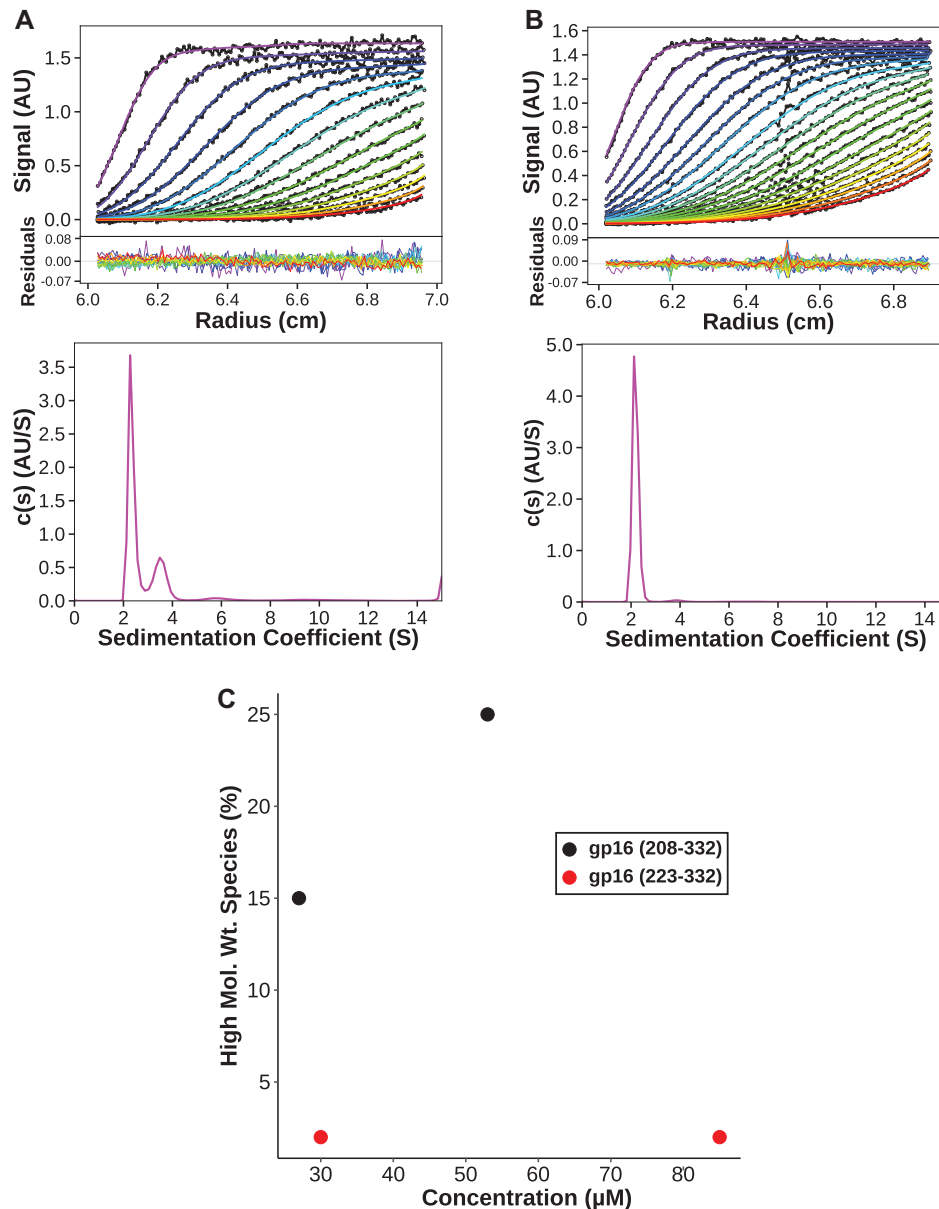 A
Signal (AU)
1.5
1.0
0.5
0.0
Residuals
0.08
0.00
-0.07
6.0 6.2 6.4 6.6 6.8 7.0
Radius (cm)
B
Signal (AU)
1.6
1.4
1.2
1.0
0.8
0.6
0.4
0.2
0.0
Residuals
0.09
0.00
-0.07
6.0 6.2 6.4 6.6 6.8
Radius (cm)
c(s) (AU/S)
3.5
3.0
2.5
2.0
1.5
1.0
0.5
0.0
0 2 4 6 8 10 12 14
Sedimentation Coefficient (S)
c(s) (AU/S)
5.0
4.0
3.0
2.0
1.0
0
0 2 4 6 8 10 12 14
Sedimentation Coefficient (S)
C
High Mol. Wt. Species (%)
25
20
15
10
5
30 40 50 60 70 80
Concentration (µM)
gp16 (208-332)
gp16 (223-332)